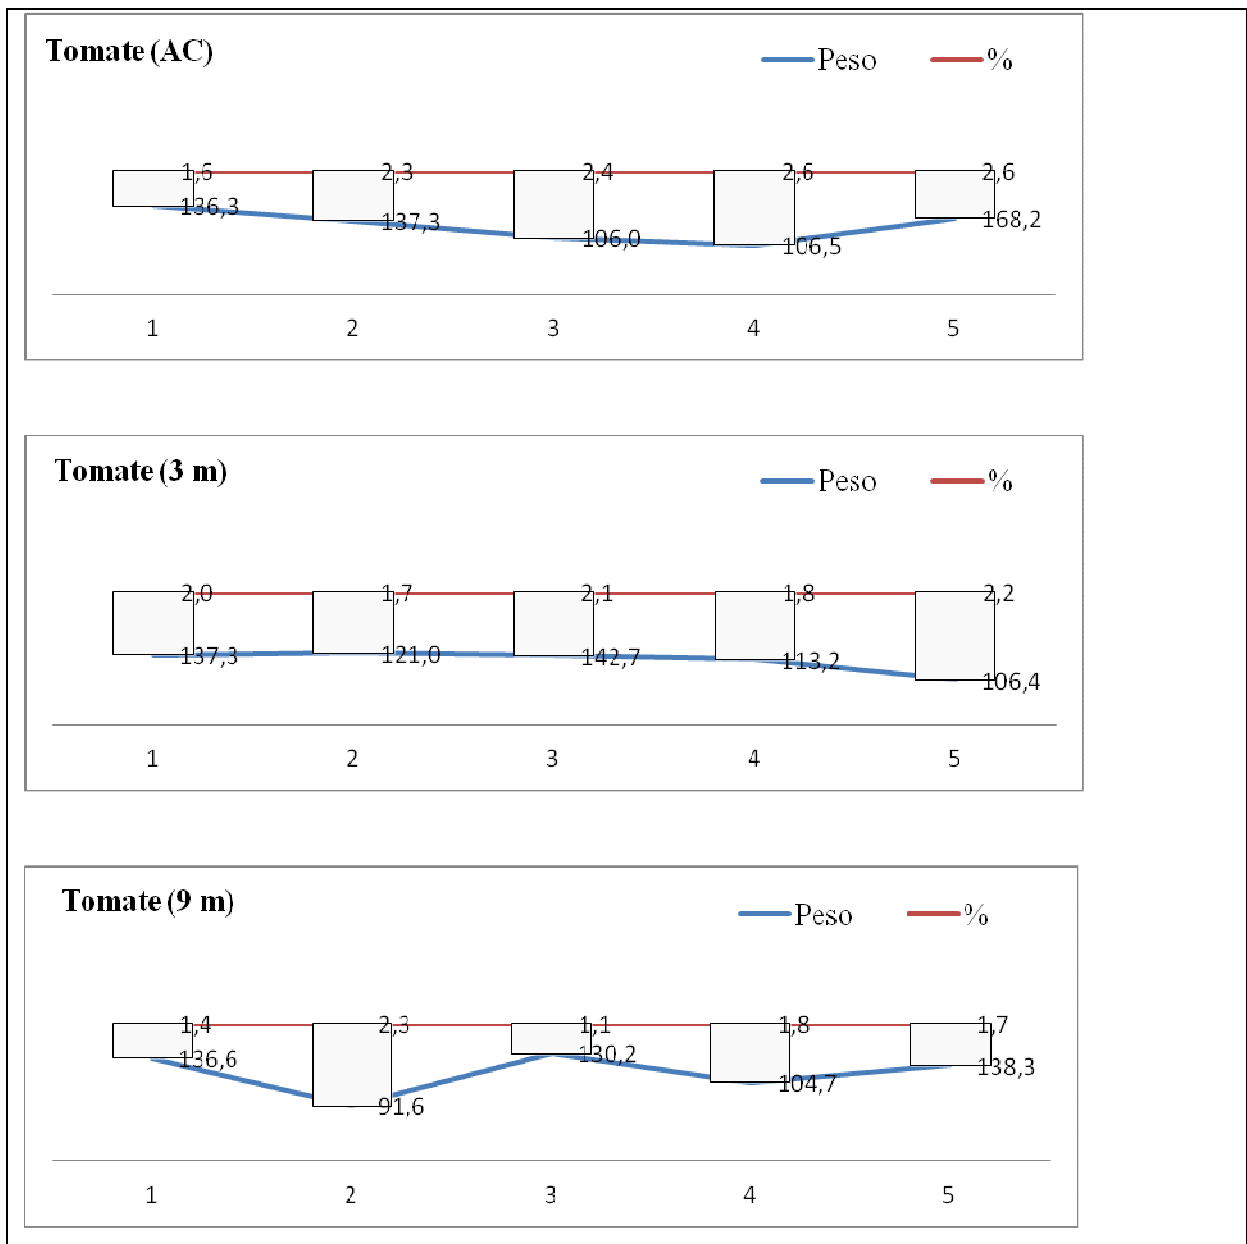 Tomate (AC)
Peso %
1,6 2,3 2,4 2,6 2,6
136,3 137,3 106,0 106,5 168,2
1 2 3 4 5
Tomate (3 m)
Peso %
2,0 1,7 2,1 1,8 2,2
137,3 121,0 142,7 113,2 106,4
1 2 3 4 5
Tomate (9 m)
Peso %
1,4 2,3 1,1 1,8 1,7
136,6 91,6 130,2 104,7 138,3
1 2 3 4 5